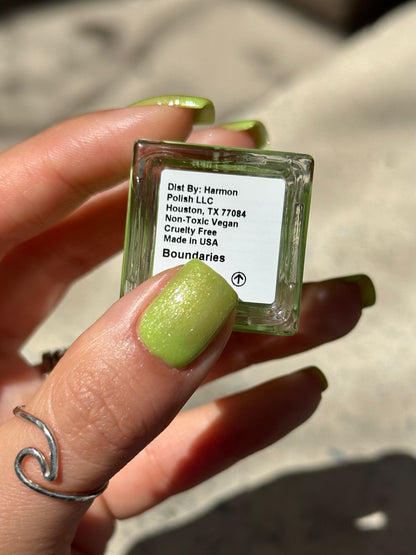 Dist By: Harmon
Polish LLC
Houston, TX 77084
Non-Toxic Vegan
Cruelty Free
Made in USA
Boundaries